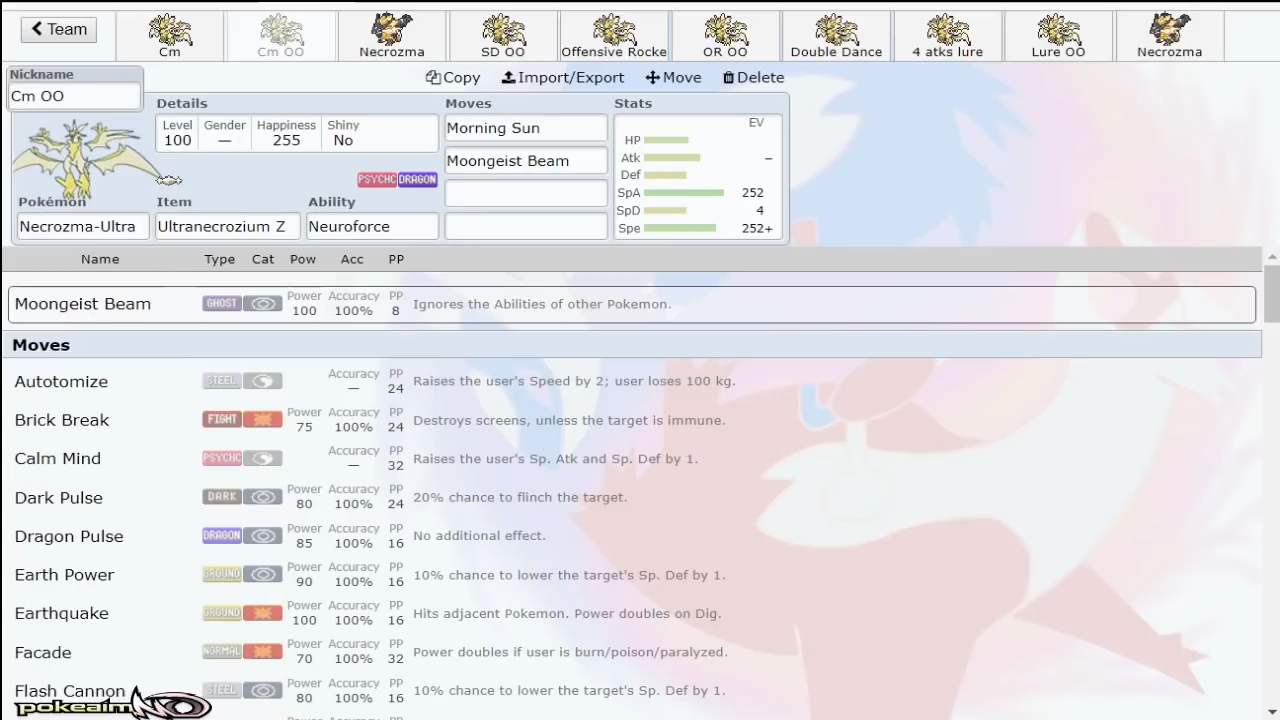 Team
Cm
Cm OO
Necrozma
SD OO
Offensive Rocke
OR OO
Double Dance
4 atks lure
Lure OO
Necrozma
Nickname
Cm OO
Copy
Import/Export
Move
Delete
Details
Level
100
Gender
—
Happiness
255
Shiny
No
PSYCHC DRAGON
Pokémon
Necrozma-Ultra
Item
Ultranecrozium Z
Ability
Neuroforce
Moves
Morning Sun
Moongeist Beam
Stats
EV
HP
Atk –
Def
SpA 252
SpD 4
Spe 252+
Name Type Cat Pow Acc PP
Moongeist Beam GHOST Power 100 Accuracy 100% PP 8 Ignores the Abilities of other Pokemon.
Moves
Autotomize STEEL Accuracy — PP 24 Raises the user's Speed by 2; user loses 100 kg.
Brick Break FIGHT Power 75 Accuracy 100% PP 24 Destroys screens, unless the target is immune.
Calm Mind PSYCHC Accuracy — PP 32 Raises the user's Sp. Atk and Sp. Def by 1.
Dark Pulse DARK Power 80 Accuracy 100% PP 24 20% chance to flinch the target.
Dragon Pulse DRAGON Power 85 Accuracy 100% PP 16 No additional effect.
Earth Power GROUND Power 90 Accuracy 100% PP 16 10% chance to lower the target's Sp. Def by 1.
Earthquake GROUND Power 100 Accuracy 100% PP 16 Hits adjacent Pokemon. Power doubles on Dig.
Facade NORMAL Power 70 Accuracy 100% PP 32 Power doubles if user is burn/poison/paralyzed.
Flash Cannon STEEL Power 80 Accuracy 100% PP 16 10% chance to lower the target's Sp. Def by 1.
pokeaim